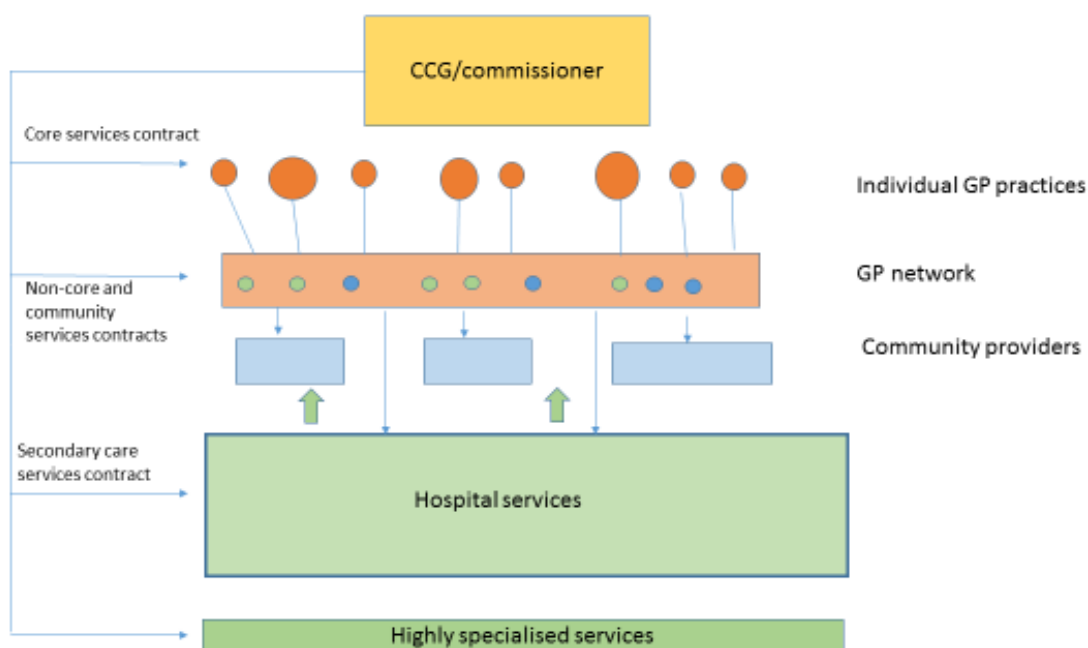 CCG/commissioner
Core services contract
Individual GP practices
GP network
Non-core and
community
services contracts
Community providers
Secondary care
services contract
Hospital services
Highly specialised services